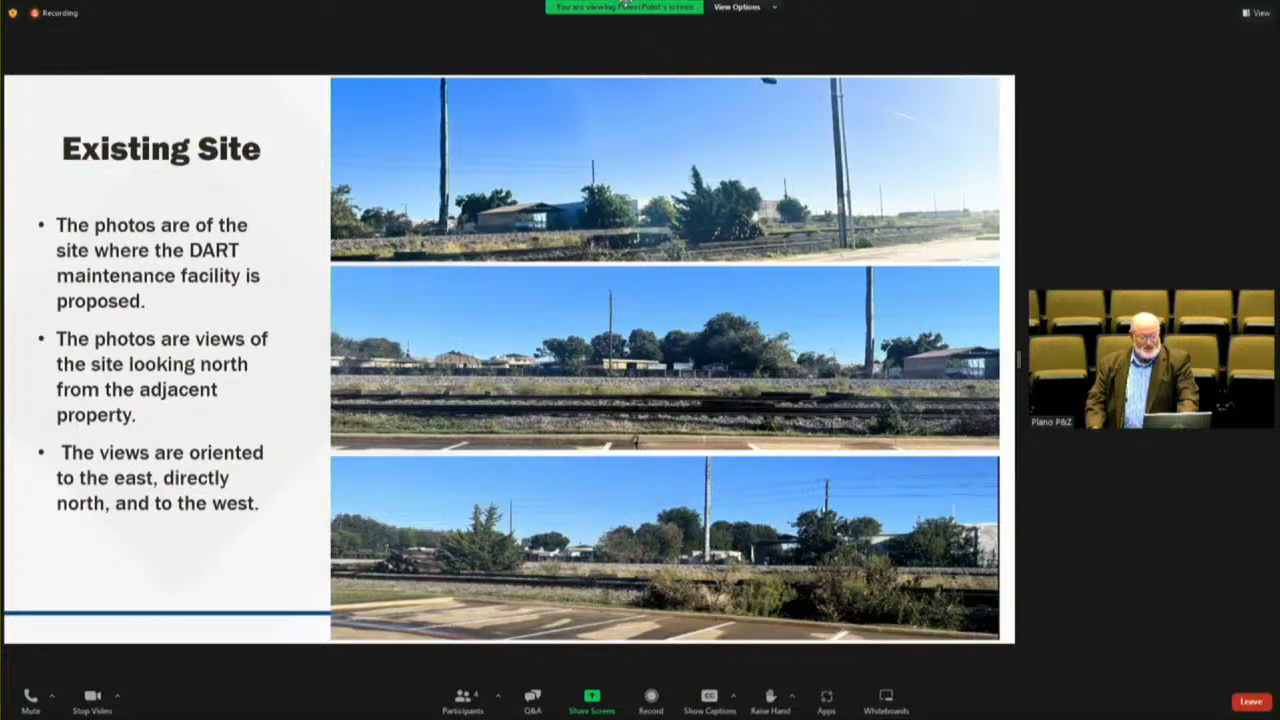 Recording
You are viewing PowerPoint's screen
View Options
View
Existing Site
• The photos are of the
site where the DART
maintenance facility is
proposed.
• The photos are views of
the site looking north
from the adjacent
property.
• The views are oriented
to the east, directly
north, and to the west.
Plano P&Z
Mute
Stop Video
Participants
4
Q&A
Share Screen
Record
CC
Show Captions
Raise Hand
Apps
Whiteboards
Leave